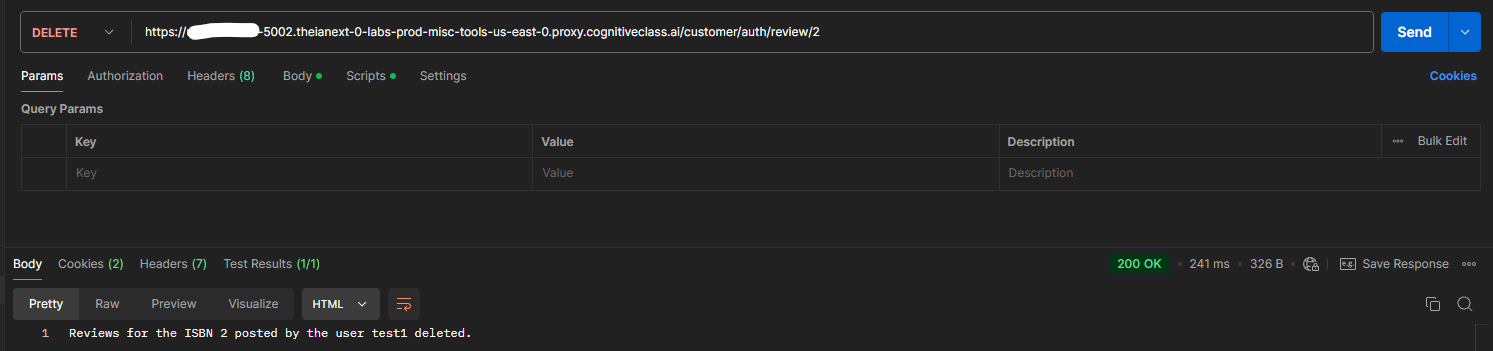 DELETE https:// -5002.theianext-0-labs-prod-misc-tools-us-east-0.proxy.cognitiveclass.ai/customer/auth/review/2 Send
Params Authorization Headers (8) Body Scripts Settings Cookies
Query Params
Key Value Description Bulk Edit
Key Value Description
Body Cookies (2) Headers (7) Test Results (1/1) 200 OK 241 ms 326 B e.g. Save Response
Pretty Raw Preview Visualize HTML
1 Reviews for the ISBN 2 posted by the user test1 deleted.